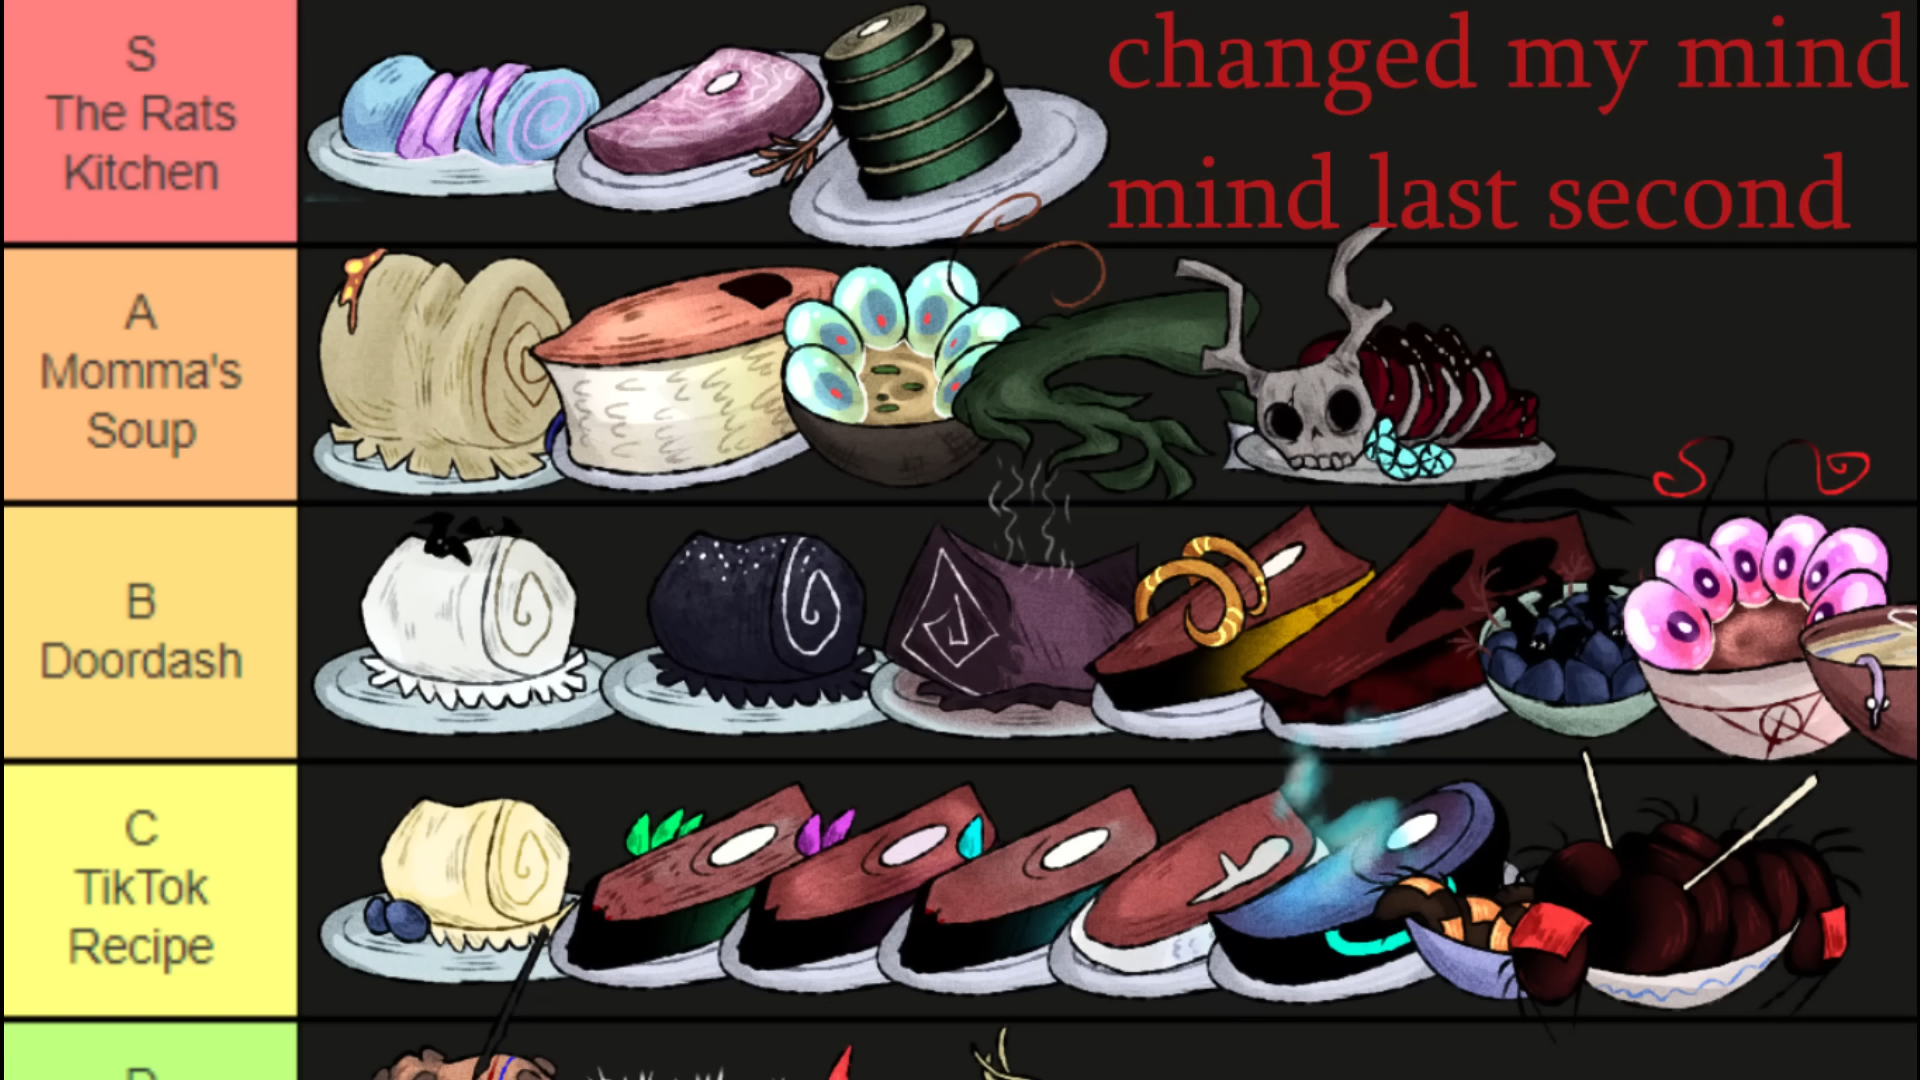 S
The Rats
Kitchen
changed my mind
mind last second
A
Momma's
Soup
B
Doordash
C
TikTok
Recipe
D